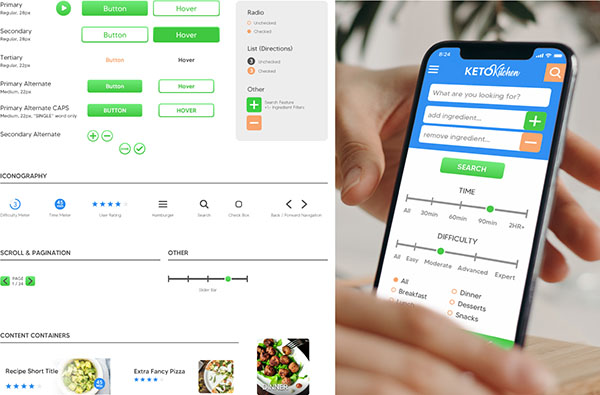 Primary
Regular, 28px
Button
Hover
Secondary
Regular, 28px
Button
Hover
Tertiary
Regular, 22px
Button
Hover
Primary Alternate
Medium, 22px
Button
Hover
Primary Alternate CAPS
Medium, 22px, "SINGLE" word only
BUTTON
HOVER
Secondary Alternate
Radio
Unchecked
Checked
List (Directions)
3 Unchecked
3 Checked
Other
Search Feature
+/- Ingredient Filters
ICONOGRAPHY
Difficulty Meter
45
Time Meter
User Rating
Hamburger
Search
Check Box
Back / Forward Navigation
SCROLL & PAGINATION
PAGE
1 / 34
OTHER
Slider Bar
CONTENT CONTAINERS
Recipe Short Title
45
Extra Fancy Pizza
DINNER
8:24
KETO Kitchen
What are you looking for?
add ingredient...
remove ingredient...
SEARCH
TIME
All 30min 60min 90min 2HR+
DIFFICULTY
All Easy Moderate Advanced Expert
All
Breakfast
Dinner
Desserts
Snacks